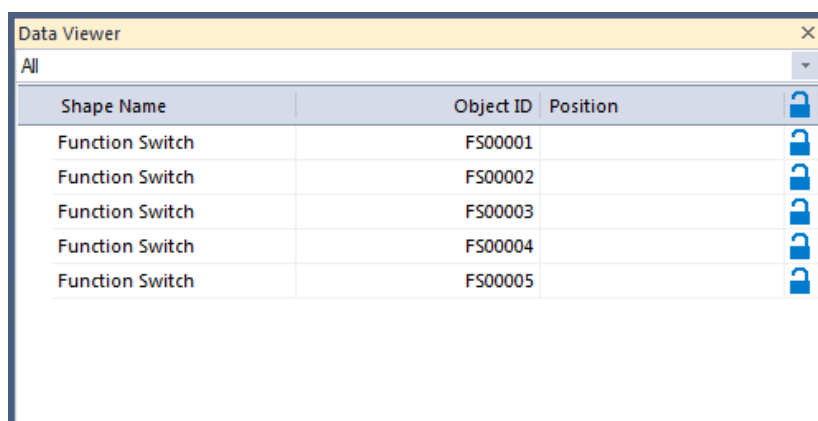 Data Viewer
All
Shape Name Object ID Position
Function Switch FS00001
Function Switch FS00002
Function Switch FS00003
Function Switch FS00004
Function Switch FS00005